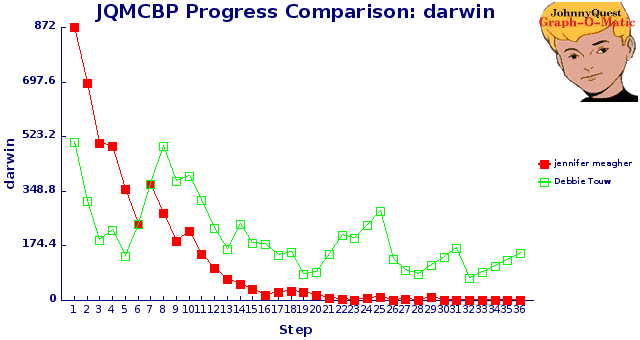 JQMCBP Progress Comparison: darwin
JohnnyQuest
Graph-O-Matic
872
697.6
523.2
348.8
174.4
0
darwin
1 2 3 4 5 6 7 8 9 10 11 12 13 14 15 16 17 18 19 20 21 22 23 24 25 26 27 28 29 30 31 32 33 34 35 36
Step
jennifer meagher
Debbie Touw